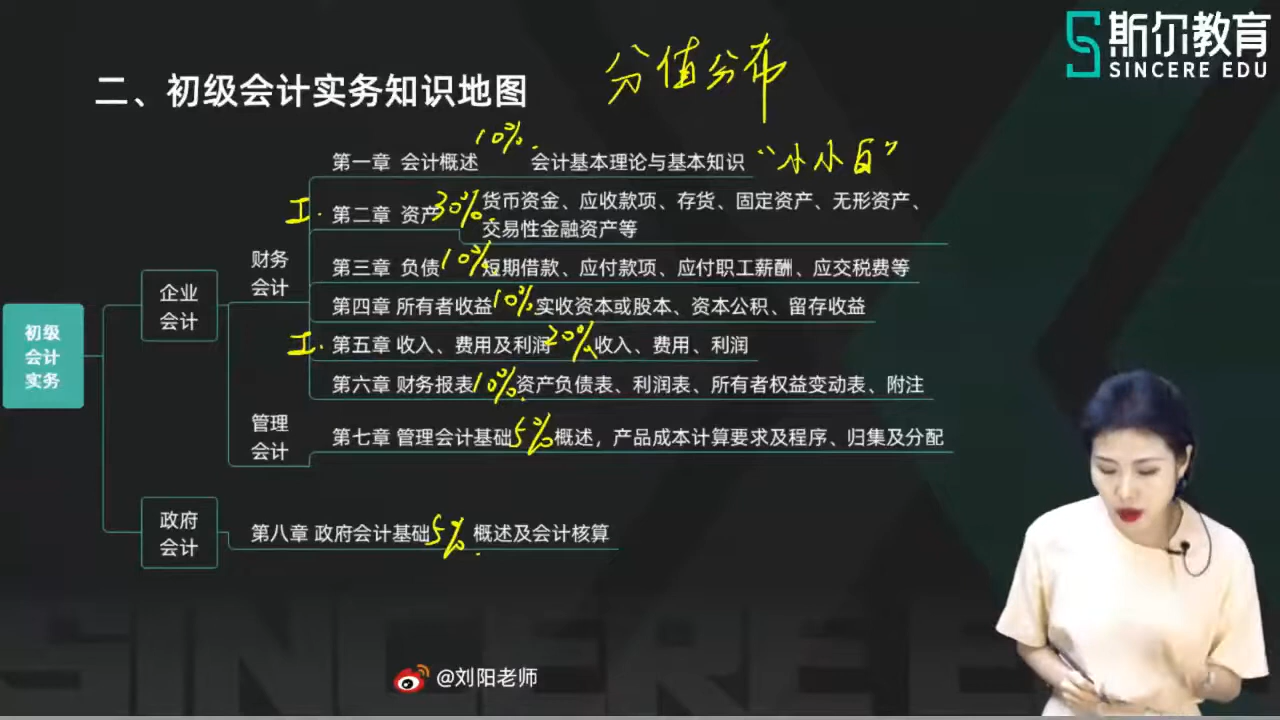 斯尔教育
SINCERE EDU
二、初级会计实务知识地图
分值分布
第一章 会计概述 10% 会计基本理论与基本知识 “小小白”
工. 第二章 资产 30% 货币资金、应收款项、存货、固定资产、无形资产、
交易性金融资产等
财务
会计
第三章 负债 10% 短期借款、应付款项、应付职工薪酬、应交税费等
企业
会计
第四章 所有者收益 10% 实收资本或股本、资本公积、留存收益
初级
会计
实务
工. 第五章 收入、费用及利润 20% 收入、费用、利润
第六章 财务报表 10% 资产负债表、利润表、所有者权益变动表、附注
管理
会计
第七章 管理会计基础 5% 概述，产品成本计算要求及程序、归集及分配
政府
会计
第八章 政府会计基础 5% 概述及会计核算
SINCERE E
@刘阳老师